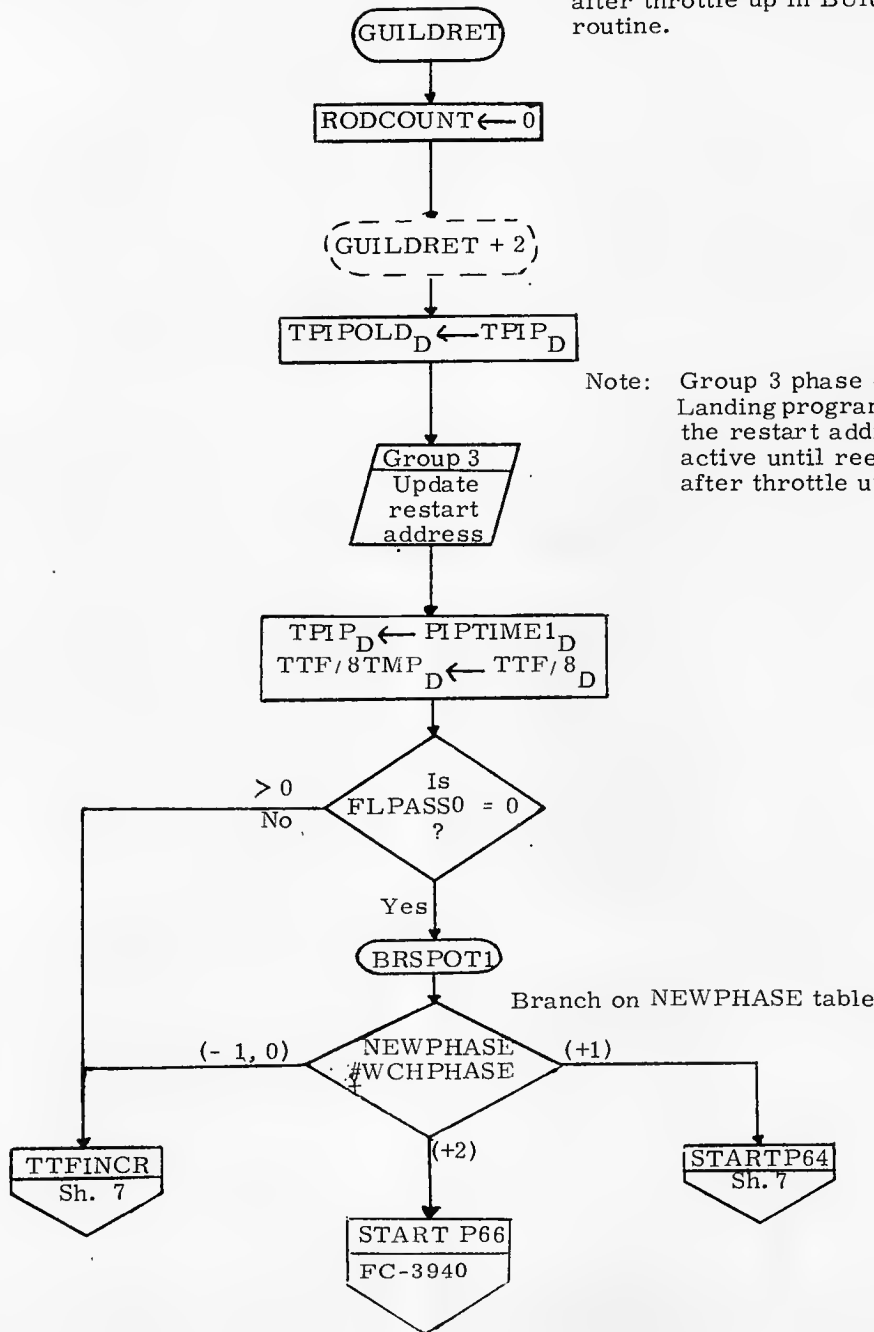 after throttle up in
routine.
GUILDRET
RODCOUNT ← 0
GUILDRET + 2
TPIPOLD_D ← TPIP_D
Note: Group 3 phase
Landing program
the restart
active until
after throttle
Group 3
Update
restart
address
TPIP_D ← PIPTIME1_D
TTF/8TMP_D ← TTF/8_D
> 0
No
Is
FLPASS0 = 0
?
Yes
BRSPOT1
Branch on NEWPHASE table
(- 1, 0)
NEWPHASE
#WCHPHASE
(+1)
(+2)
TTFINCR
Sh. 7
STARTP64
Sh. 7
START P66
FC-3940